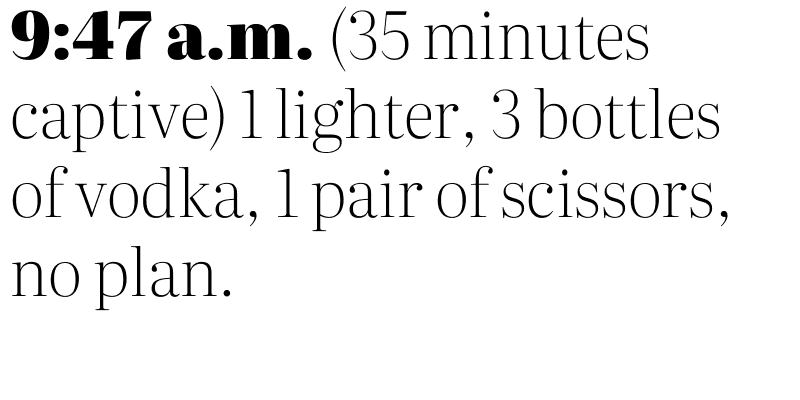 9:47 a.m. (35 minutes
captive) 1 lighter, 3 bottles
of vodka, 1 pair of scissors,
no plan.